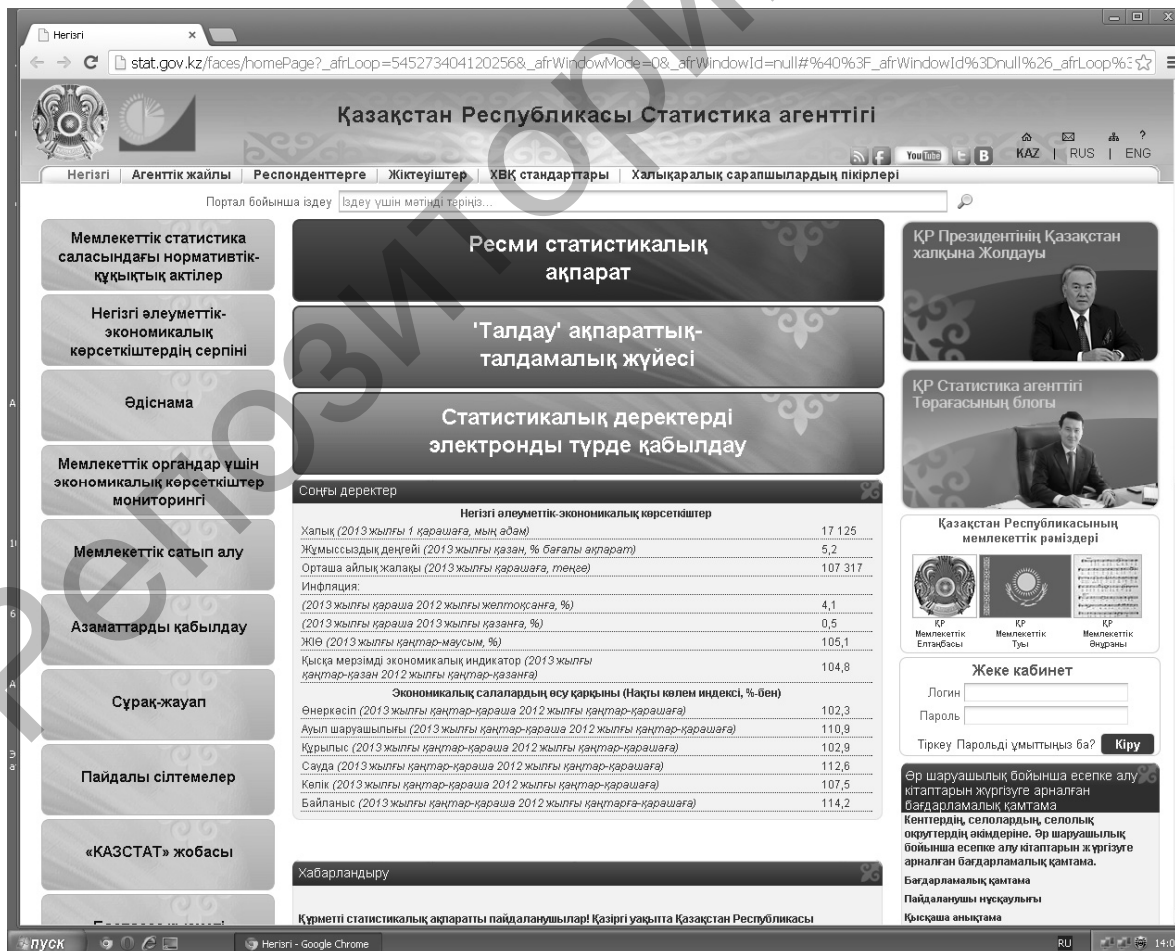 Негізгі
stat.gov.kz/faces/homePage?_afrLoop=5452734041202568&_afrWindowMode=0&_afrWindowId=null#%40%3F_afrWindowId%3Dnull%26_afrLoop%3
Қазақстан Республикасы Статистика агенттігі
You Tube
KAZ | RUS | ENG
Негізгі | Агенттік жайлы | Респонденттерге | Жіктеуіштер | ХВҚ стандарттары | Халықаралық сарапшылардың пікірлері
Портал бойынша іздеу Іздеу үшін мәтінді теріңіз...
Мемлекеттік статистика
саласындағы нормативтік-
құқықтық актілер
Негізгі әлеуметтік-
экономикалық
көрсеткіштердің серпіні
Әдіснама
Мемлекеттік органдар үшін
экономикалық көрсеткіштер
мониторингі
Мемлекеттік сатып алу
Азаматтарды қабылдау
Сұрақ-жауап
Пайдалы сілтемелер
«КАЗСТАТ» жобасы
Ресми статистикалық
ақпарат
'Талдау' ақпараттық-
талдамалық жүйесі
Статистикалық деректерді
электронды түрде қабылдау
Соңғы деректер
Негізгі әлеуметтік-экономикалық көрсеткіштер
Халық (2013 жылғы 1 қарашаға, мың адам) 17 125
Жұмыссыздық деңгейі (2013 жылғы қазан, % бағалы ақпарат) 5,2
Орташа айлық жалақы (2013 жылғы қарашаға, теңге) 107 317
Инфляция:
(2013 жылғы қараша 2012 жылғы желтоқсанға, %) 4,1
(2013 жылғы қараша 2013 жылғы қазанға, %) 0,5
ЖІӨ (2013 жылғы қаңтар-маусым, %) 105,1
Қысқа мерзімді экономикалық индикатор (2013 жылғы
қаңтар-қазан 2012 жылғы қаңтар-қазанға) 104,8
Экономикалық салалардың өсу қарқыны (Нақты көлем индексі, %-бен)
Өнеркәсіп (2013 жылғы қаңтар-қараша 2012 жылғы қаңтар-қарашаға) 102,3
Ауыл шаруашылығы (2013 жылғы қаңтар-қараша 2012 жылғы қаңтар-қарашаға) 110,9
Құрылыс (2013 жылғы қаңтар-қараша 2012 жылғы қаңтар-қарашаға) 102,9
Сауда (2013 жылғы қаңтар-қараша 2012 жылғы қаңтар-қарашаға) 112,6
Көлік (2013 жылғы қаңтар-қараша 2012 жылғы қаңтар-қарашаға) 107,5
Байланыс (2013 жылғы қаңтар-қараша 2012 жылғы қаңтарға-қарашаға) 114,2
Хабарландыру
Құрметті статистикалық ақпаратты пайдаланушылар! Қазіргі уақытта Қазақстан Республикасы
ҚР Президентінің Қазақстан
халқына Жолдауы
ҚР Статистика агенттігі
Төрағасының блогы
Қазақстан Республикасының
мемлекеттік рәміздері
ҚР
Мемлекеттік
Елтаңбасы
ҚР
Мемлекеттік
Туы
ҚР
Мемлекеттік
Әнұраны
Жеке кабинет
Логин
Пароль
Тіркеу Парольді ұмыттыңыз ба? Кіру
Әр шаруашылық бойынша есепке алу
кітаптарын жүргізуге арналған
бағдарламалық қамтама
Кенттердің, селолардың, селолық
округтердің әкімдеріне. Әр шаруашылық
бойынша есепке алу кітаптарын жүргізуге
арналған бағдарламалық қамтама.
Бағдарламалық қамтама
Пайдаланушы нұсқаулығы
Қысқаша анықтама
пуск
Негізгі - Google Chrome
RU
репозитори